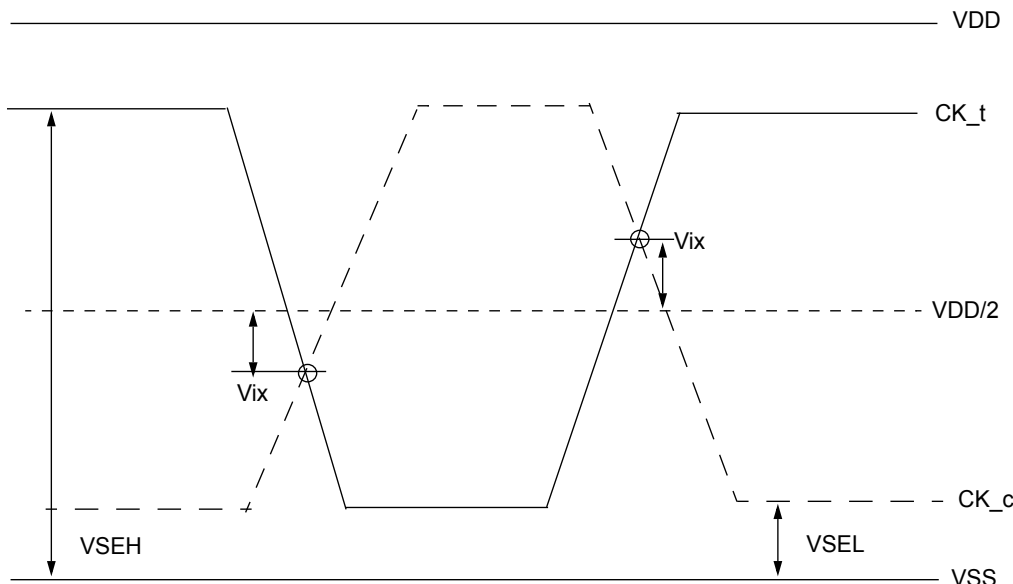 VDD
CK_t
Vix
VDD/2
Vix
CK_c
VSEH
VSEL
VSS